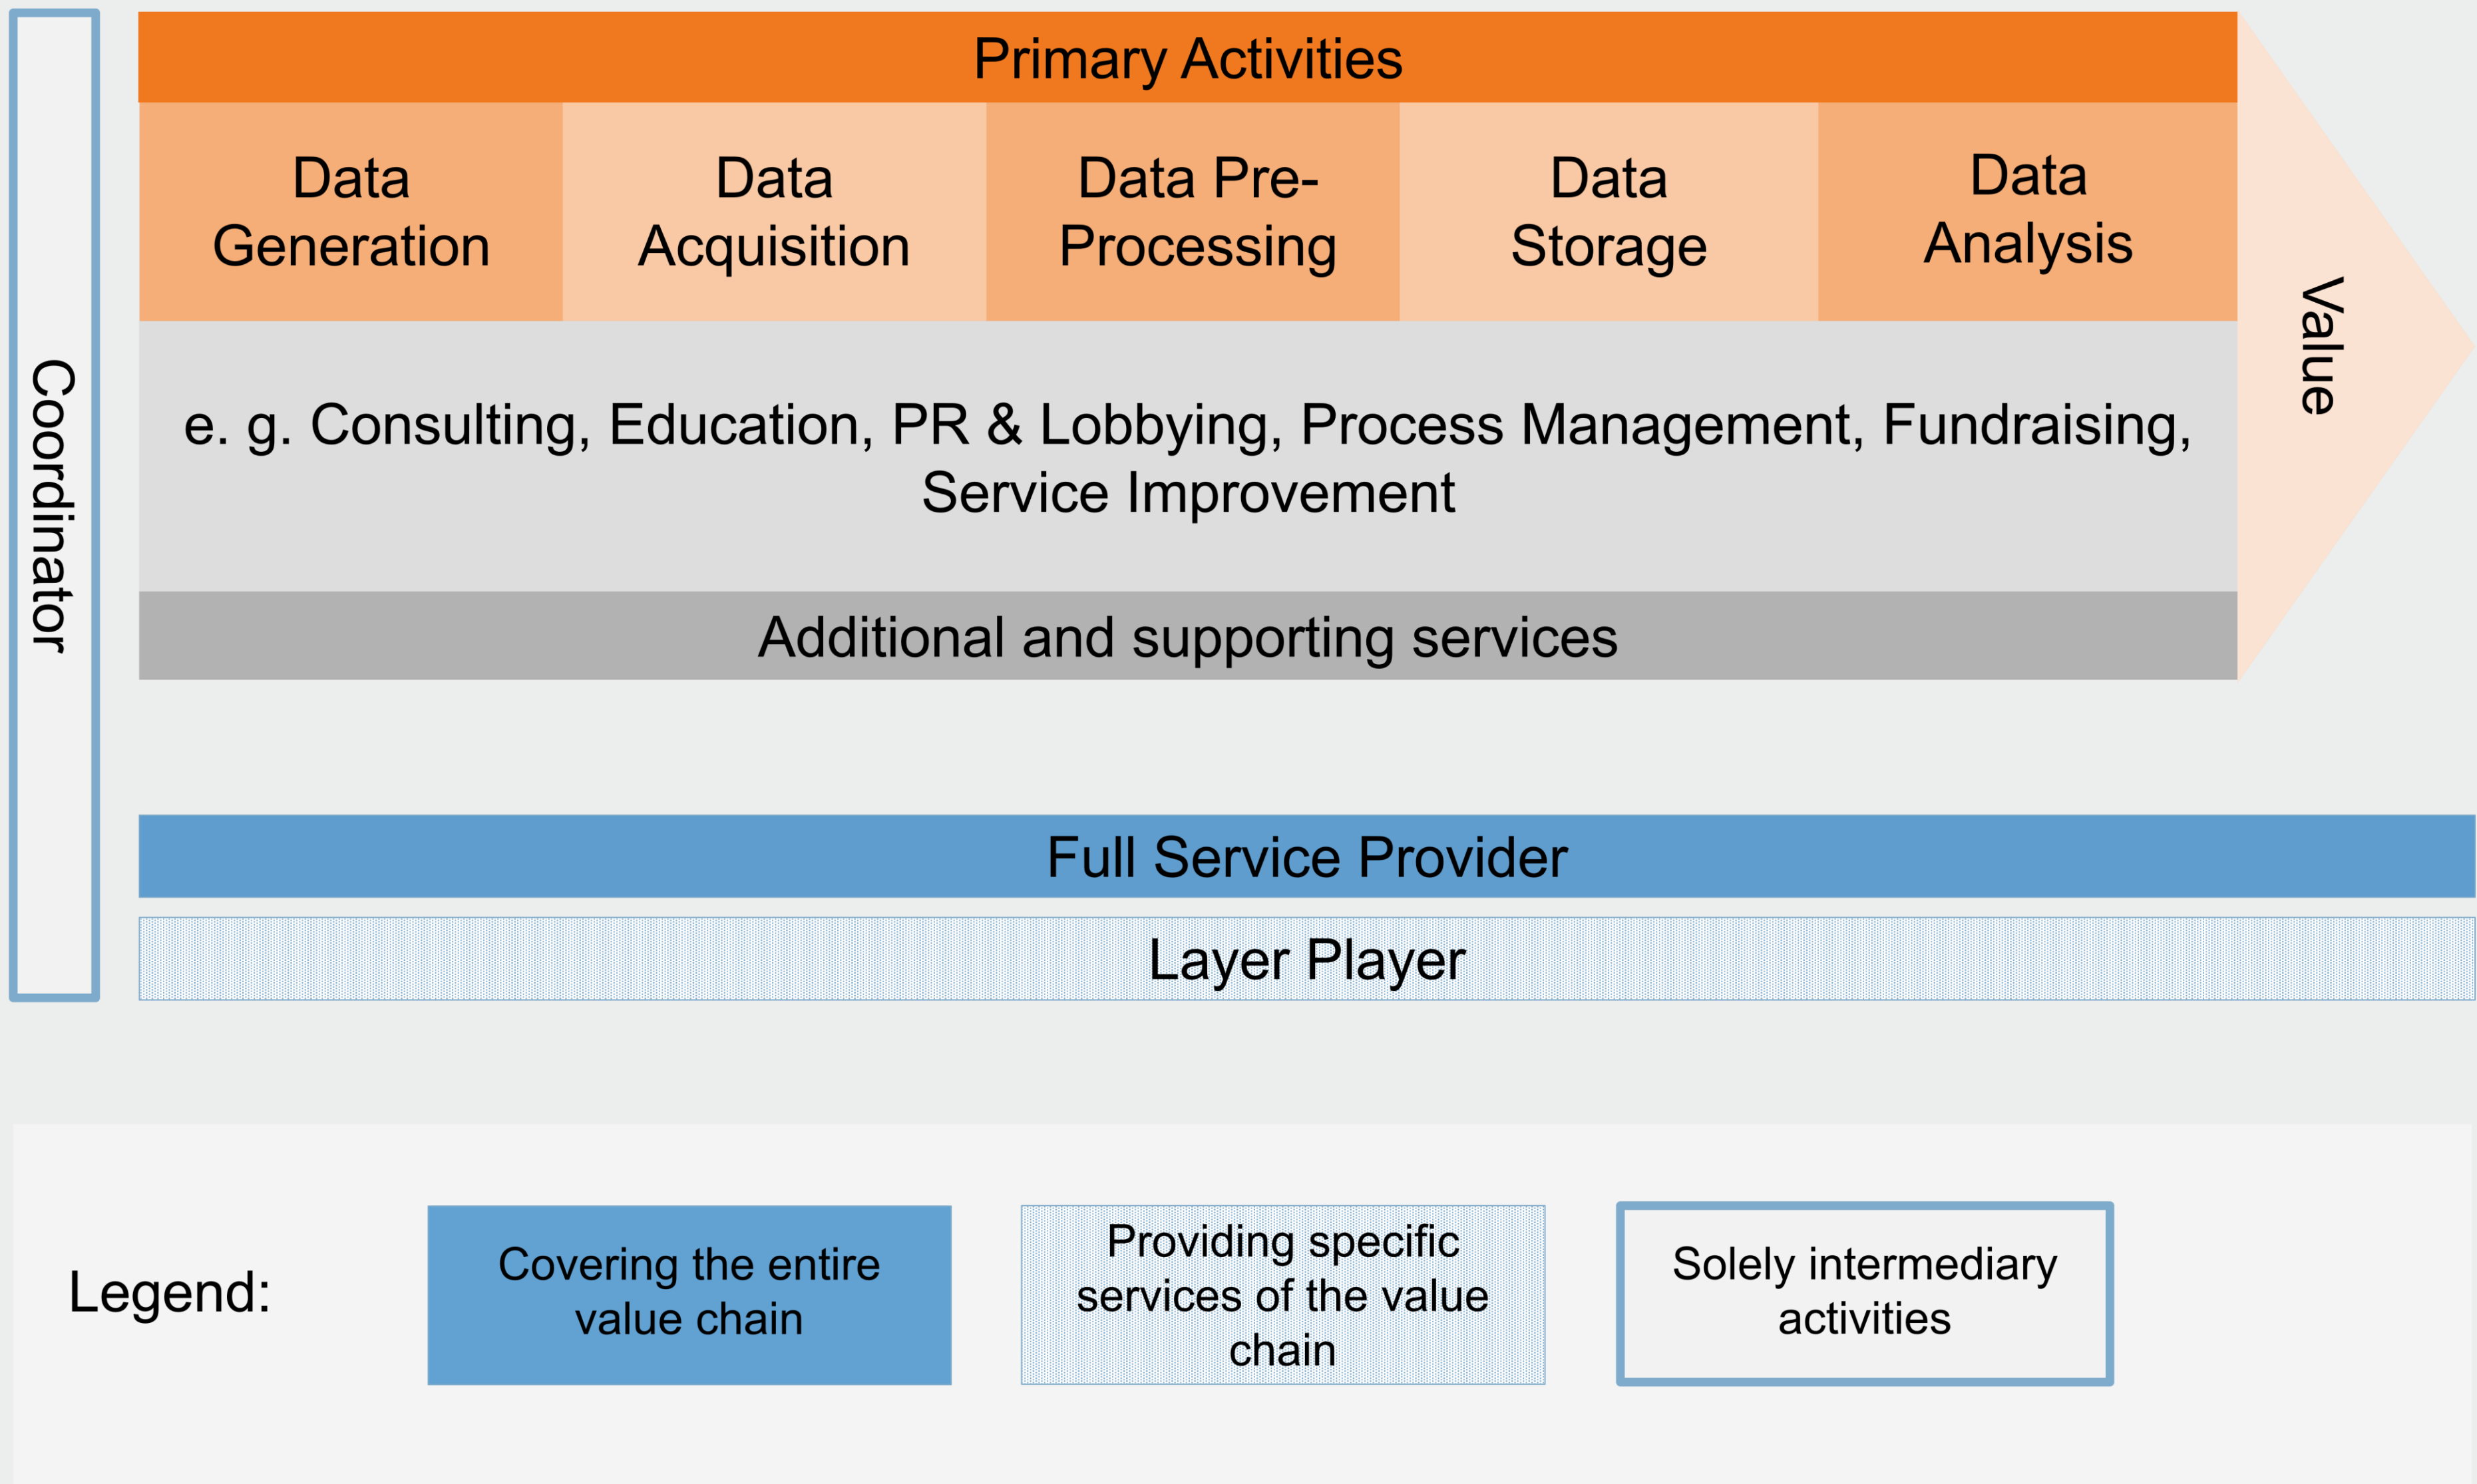 Coordinator
Primary Activities
Data
Generation
Data
Acquisition
Data Pre-
Processing
Data
Storage
Data
Analysis
Value
e. g. Consulting, Education, PR & Lobbying, Process Management, Fundraising,
Service Improvement
Additional and supporting services
Full Service Provider
Layer Player
Legend:
Covering the entire
value chain
Providing specific
services of the value
chain
Solely intermediary
activities